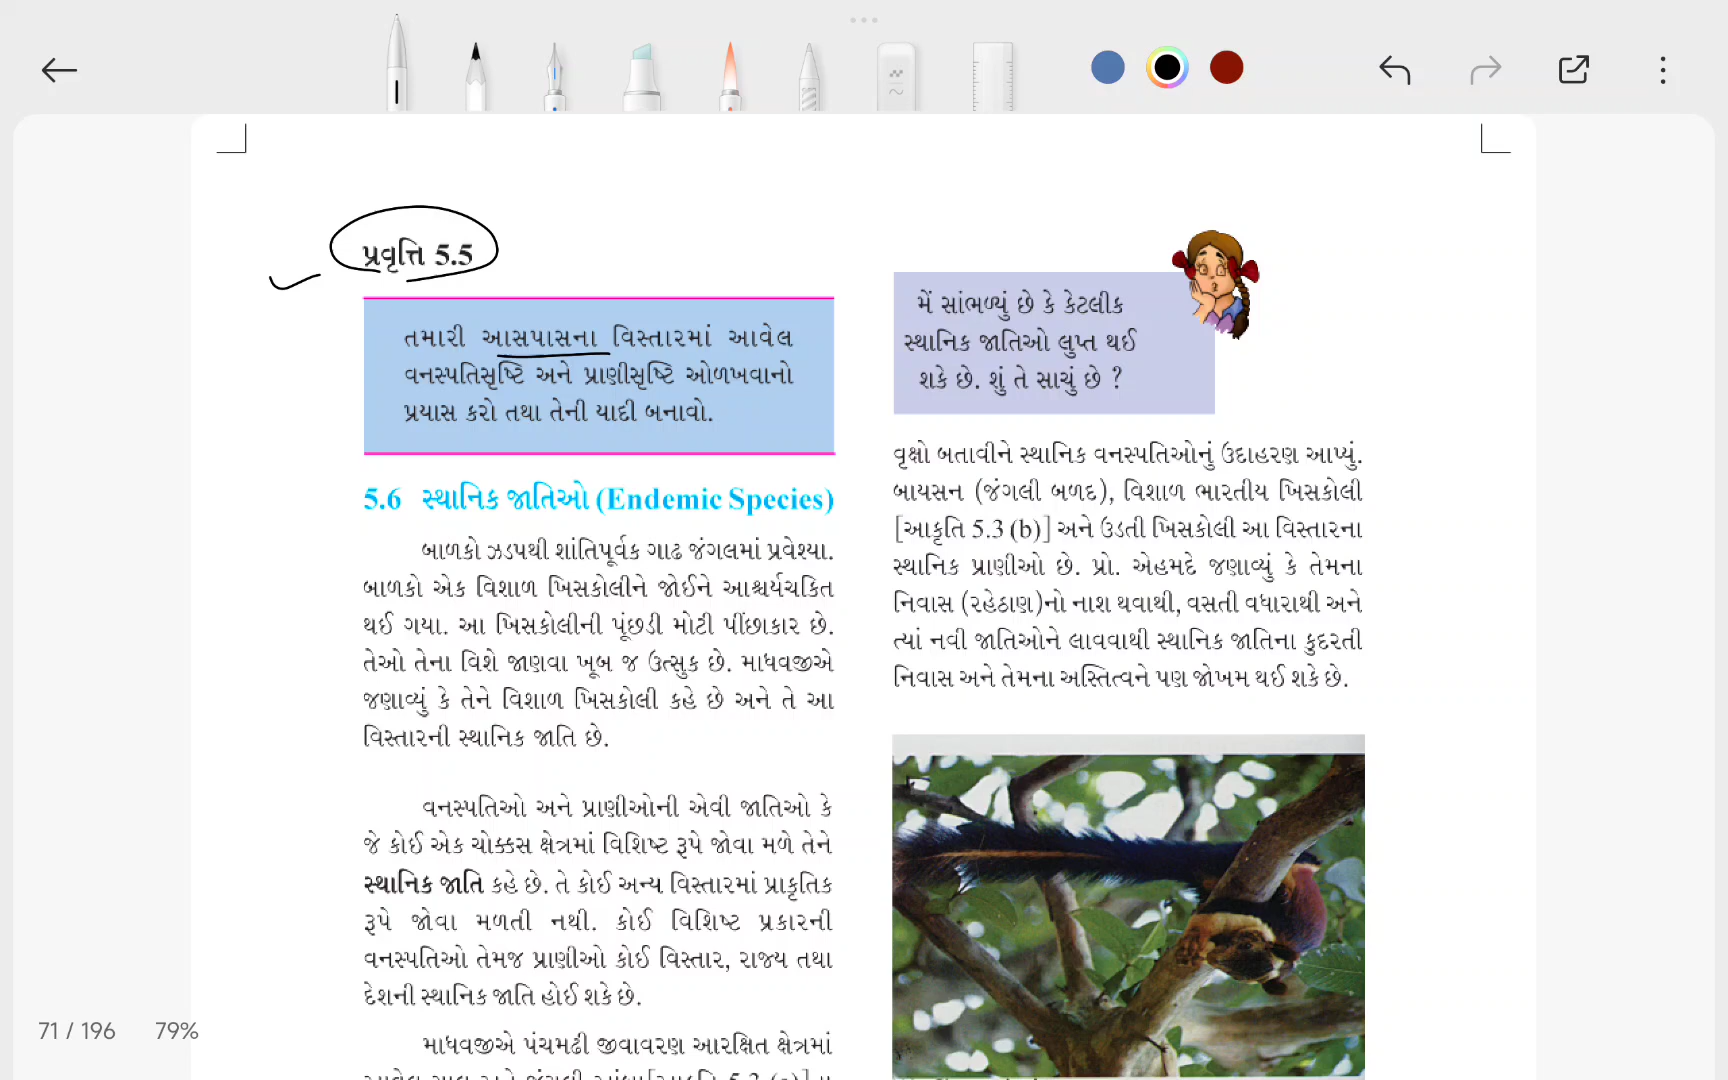 પ્રવૃત્તિ 5.5
તમારી આસપાસના વિસ્તારમાં આવેલ
વનસ્પતિસૃષ્ટિ અને પ્રાણીસૃષ્ટિ ઓળખવાનો
પ્રયાસ કરો તથા તેની યાદી બનાવો.
5.6 સ્થાનિક જાતિઓ (Endemic Species)
બાળકો ઝડપથી શાંતિપૂર્વક ગાઢ જંગલમાં પ્રવેશ્યા.
બાળકો એક વિશાળ ખિસકોલીને જોઈને આશ્ચર્યચકિત
થઈ ગયા. આ ખિસકોલીની પૂંછડી મોટી પીંછાકાર છે.
તેઓ તેના વિશે જાણવા ખૂબ જ ઉત્સુક છે. માધવજીએ
જણાવ્યું કે તેને વિશાળ ખિસકોલી કહે છે અને તે આ
વિસ્તારની સ્થાનિક જાતિ છે.
વનસ્પતિઓ અને પ્રાણીઓની એવી જાતિઓ કે
જે કોઈ એક ચોક્કસ ક્ષેત્રમાં વિશિષ્ટ રૂપે જોવા મળે તેને
સ્થાનિક જાતિ કહે છે. તે કોઈ અન્ય વિસ્તારમાં પ્રાકૃતિક
રૂપે જોવા મળતી નથી. કોઈ વિશિષ્ટ પ્રકારની
વનસ્પતિઓ તેમજ પ્રાણીઓ કોઈ વિસ્તાર, રાજ્ય તથા
દેશની સ્થાનિક જાતિ હોઈ શકે છે.
માધવજીએ પંચમઢી જીવાવરણ આરક્ષિત ક્ષેત્રમાં
મેં સાંભળ્યું છે કે કેટલીક
સ્થાનિક જાતિઓ લુપ્ત થઈ
શકે છે. શું તે સાચું છે ?
વૃક્ષો બતાવીને સ્થાનિક વનસ્પતિઓનું ઉદાહરણ આપ્યું.
બાયસન (જંગલી બળદ), વિશાળ ભારતીય ખિસકોલી
[આકૃતિ 5.3 (b)] અને ઉડતી ખિસકોલી આ વિસ્તારના
સ્થાનિક પ્રાણીઓ છે. પ્રો. એહમદે જણાવ્યું કે તેમના
નિવાસ (રહેઠાણ)નો નાશ થવાથી, વસતી વધારાથી અને
ત્યાં નવી જાતિઓને લાવવાથી સ્થાનિક જાતિના કુદરતી
નિવાસ અને તેમના અસ્તિત્વને પણ જોખમ થઈ શકે છે.
71 / 196 79%